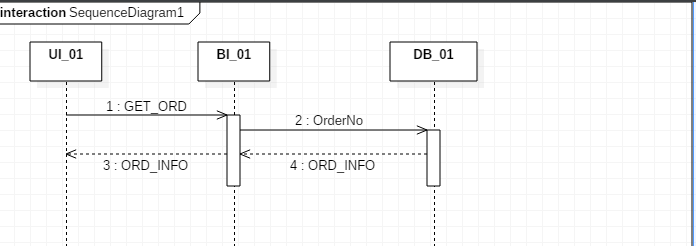 interaction SequenceDiagram1
UI_01
BI_01
DB_01
1 : GET_ORD
2 : OrderNo
3 : ORD_INFO
4 : ORD_INFO